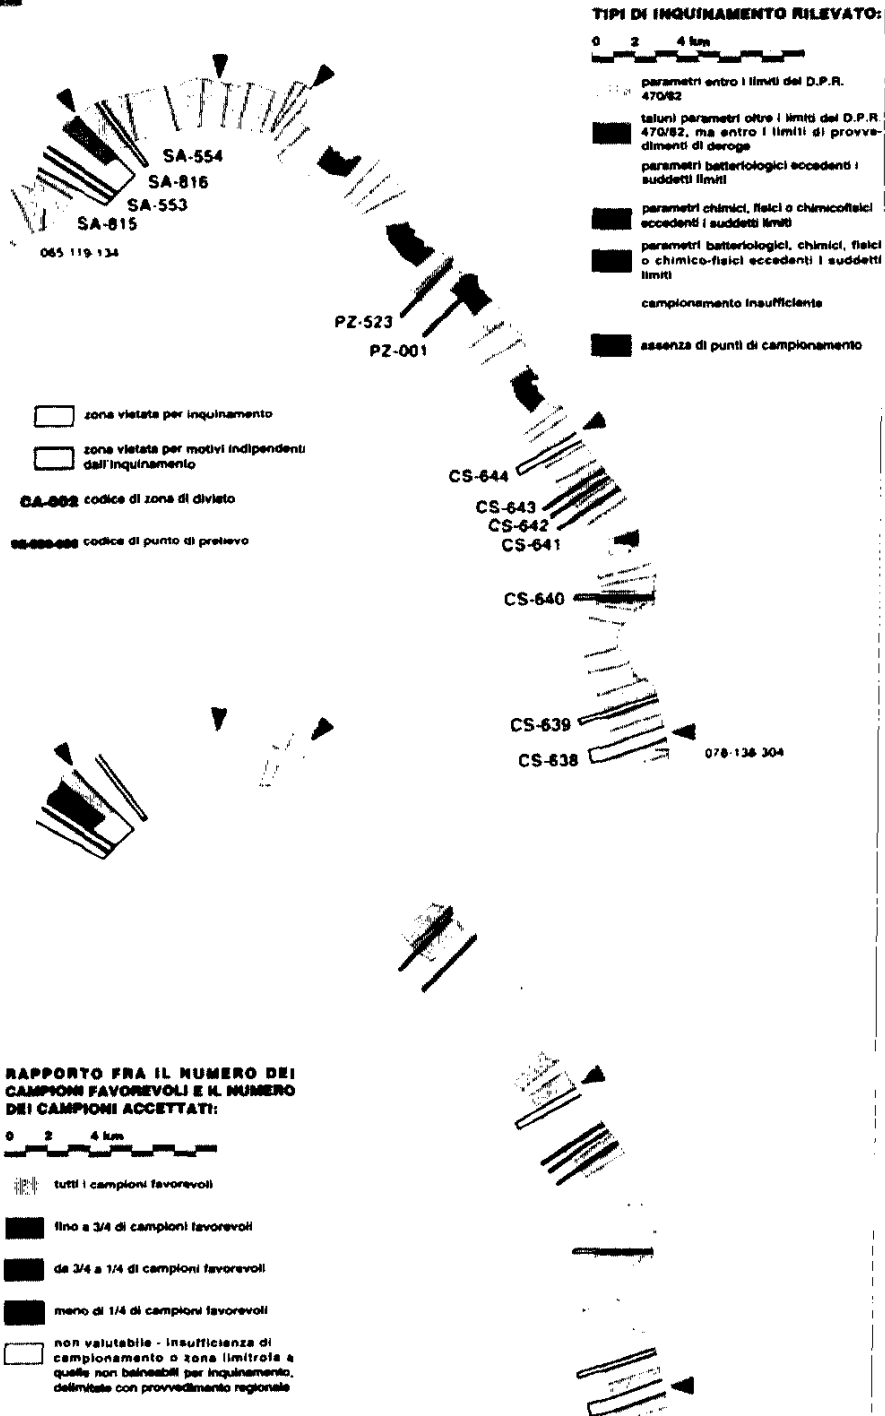 TIPI DI INQUINAMENTO RILEVATO:
0 2 4 km
parametri entro i limiti del D.P.R.
470/82
taluni parametri oltre i limiti del D.P.R.
470/82, ma entro i limiti di provve-
dimenti di deroga
parametri batteriologici eccedenti i
suddetti limiti
parametri chimici, fisici o chimicofisici
eccedenti i suddetti limiti
parametri batteriologici, chimici, fisici
o chimico-fisici eccedenti i suddetti
limiti
campionamento insufficiente
assenza di punti di campionamento
SA-554
SA-816
SA-553
SA-815
065-119-134
PZ-523
PZ-001
zona vietata per inquinamento
zona vietata per motivi indipendenti
dall'inquinamento
CA-002 codice di zona di divieto
codice di punto di prelievo
CS-644
CS-643
CS-642
CS-641
CS-640
CS-639
CS-638
078-138-304
RAPPORTO FRA IL NUMERO DEI
CAMPIONI FAVOREVOLI E IL NUMERO
DEI CAMPIONI ACCETTATI:
0 2 4 km
tutti i campioni favorevoli
fino a 3/4 di campioni favorevoli
da 3/4 a 1/4 di campioni favorevoli
meno di 1/4 di campioni favorevoli
non valutabile - insufficienza di
campionamento o zona limitrofa a
quelle non balneabili per inquinamento,
delimitate con provvedimento regionale